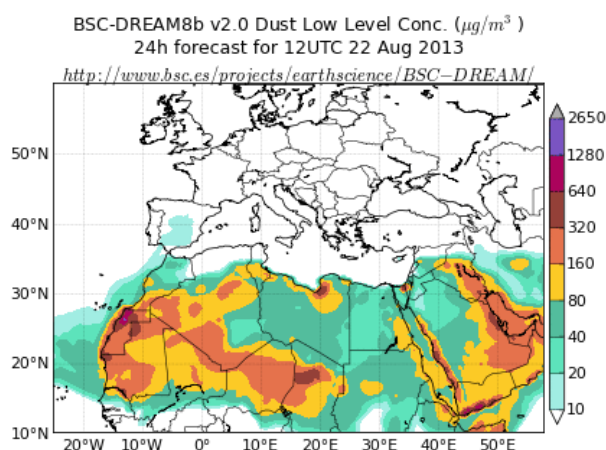 BSC-DREAM8b v2.0 Dust Low Level Conc. (μg/m³ )
24h forecast for 12UTC 22 Aug 2013
http://www.bsc.es/projects/earthscience/BSC−DREAM/
2650
1280
640
320
160
80
40
20
10
50°N
40°N
30°N
20°N
10°N
20°W 10°W 0° 10°E 20°E 30°E 40°E 50°E